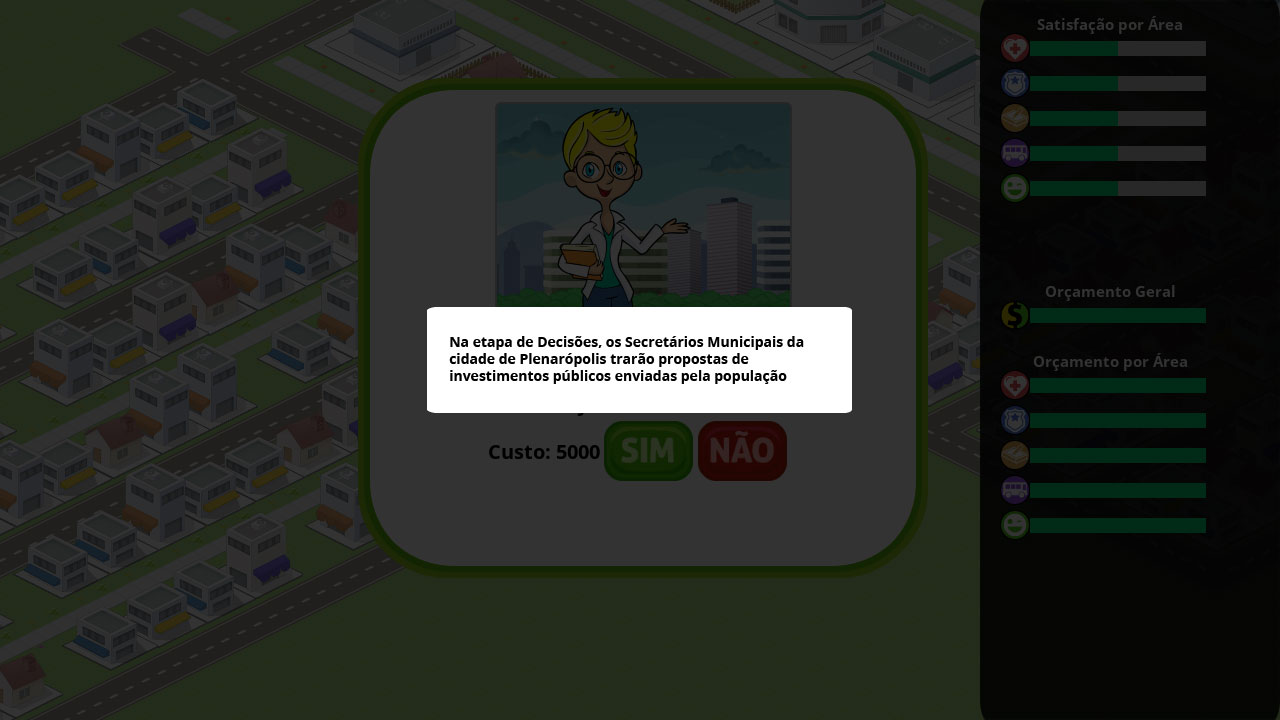 Satisfação por Área
Na etapa de Decisões, os Secretários Municipais da
cidade de Plenarópolis trarão propostas de
investimentos públicos enviadas pela população
Custo: 5000
SIM
NÃO
Orçamento Geral
Orçamento por Área